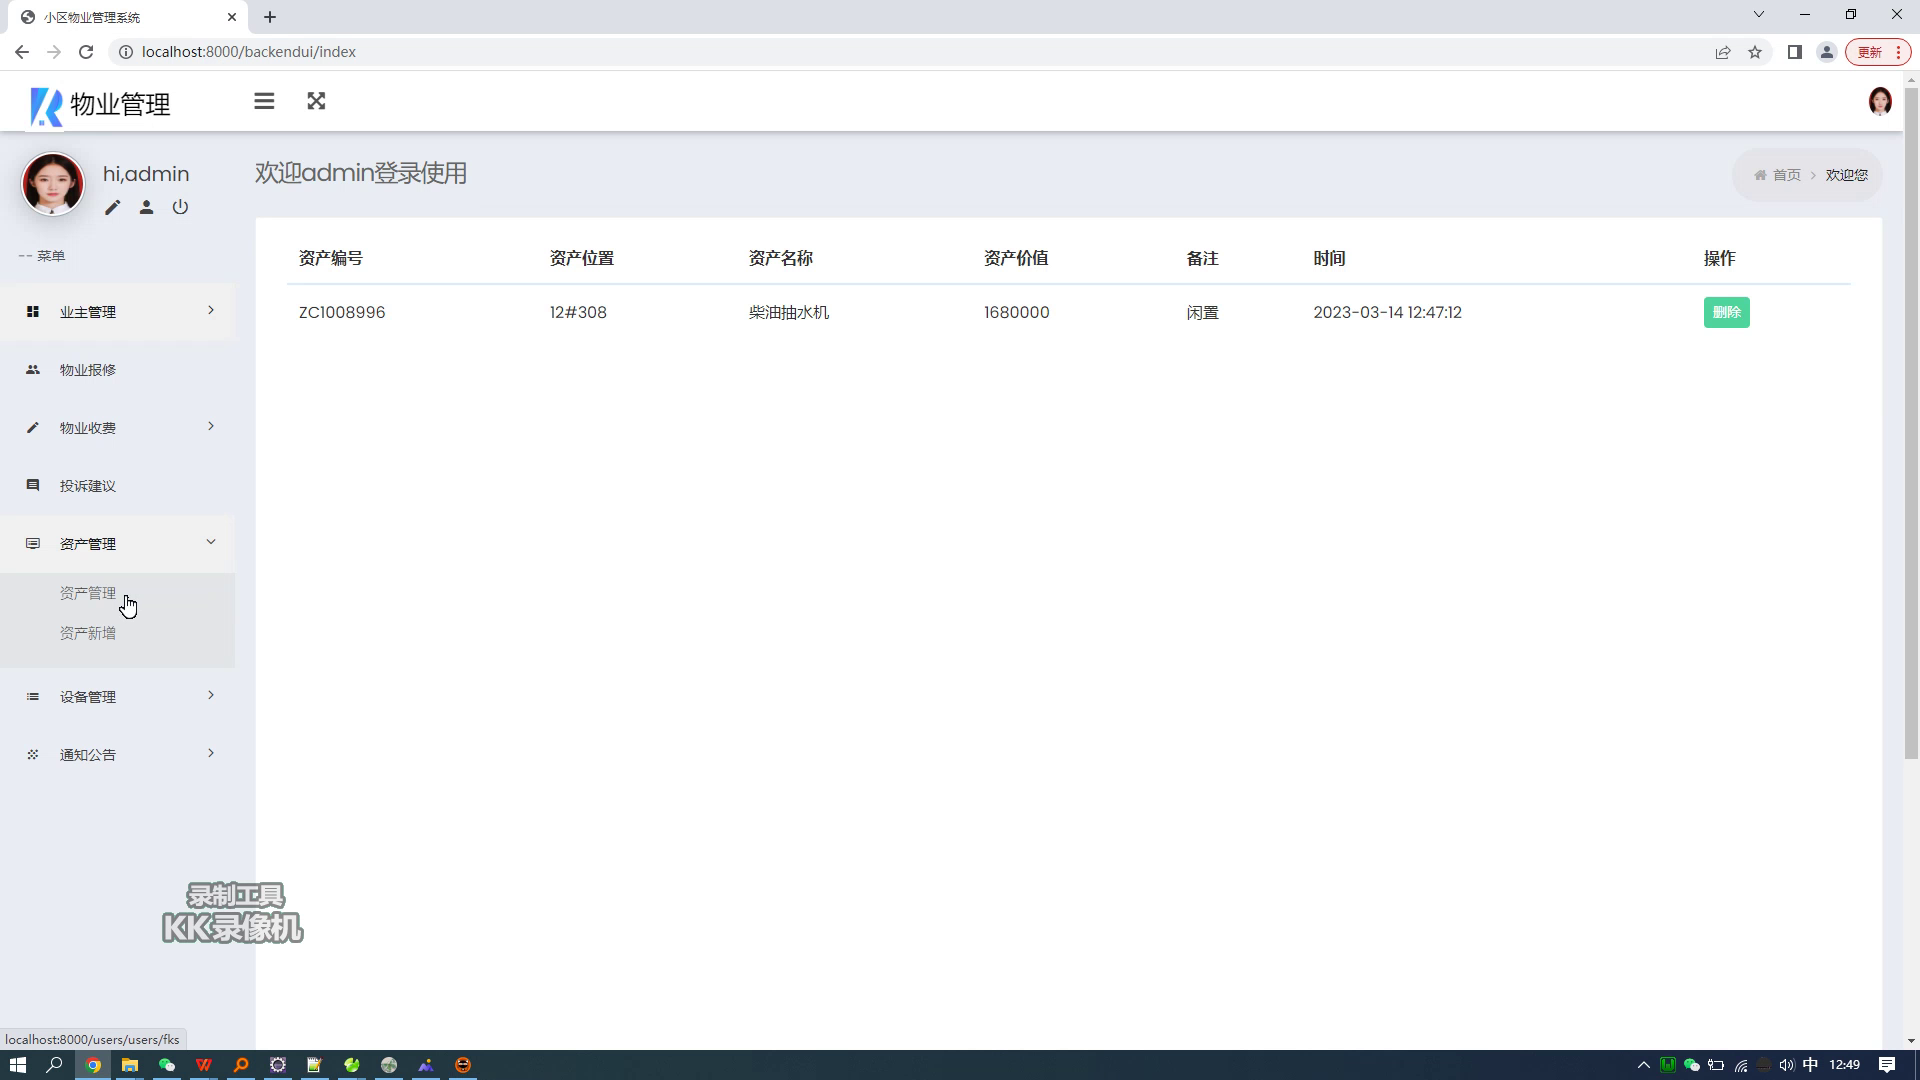 小区物业管理系统
localhost:8000/backendui/index
更新
物业管理
hi,admin
欢迎admin登录使用
首页
欢迎您
-- 菜单
业主管理
物业报修
物业收费
投诉建议
资产管理
资产管理
资产新增
设备管理
通知公告
资产编号 资产位置 资产名称 资产价值 备注 时间 操作
ZC1008996 12#308 柴油抽水机 1680000 闲置 2023-03-14 12:47:12 删除
录制工具
KK录像机
localhost:8000/users/users/fks
中
12:49